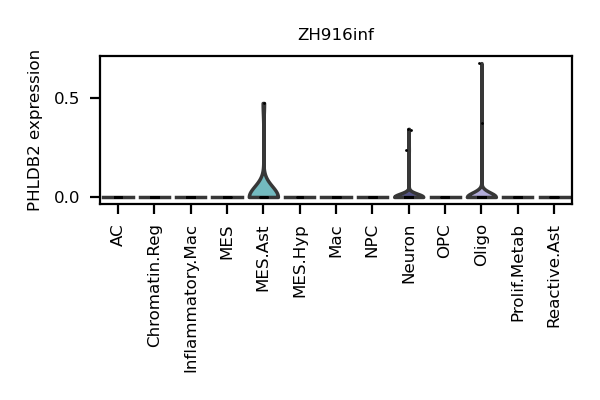 ZH916inf
PHLDB2 expression
0.5
0.0
AC
Chromatin.Reg
Inflammatory.Mac
MES
MES.Ast
MES.Hyp
Mac
NPC
Neuron
OPC
Oligo
Prolif.Metab
Reactive.Ast